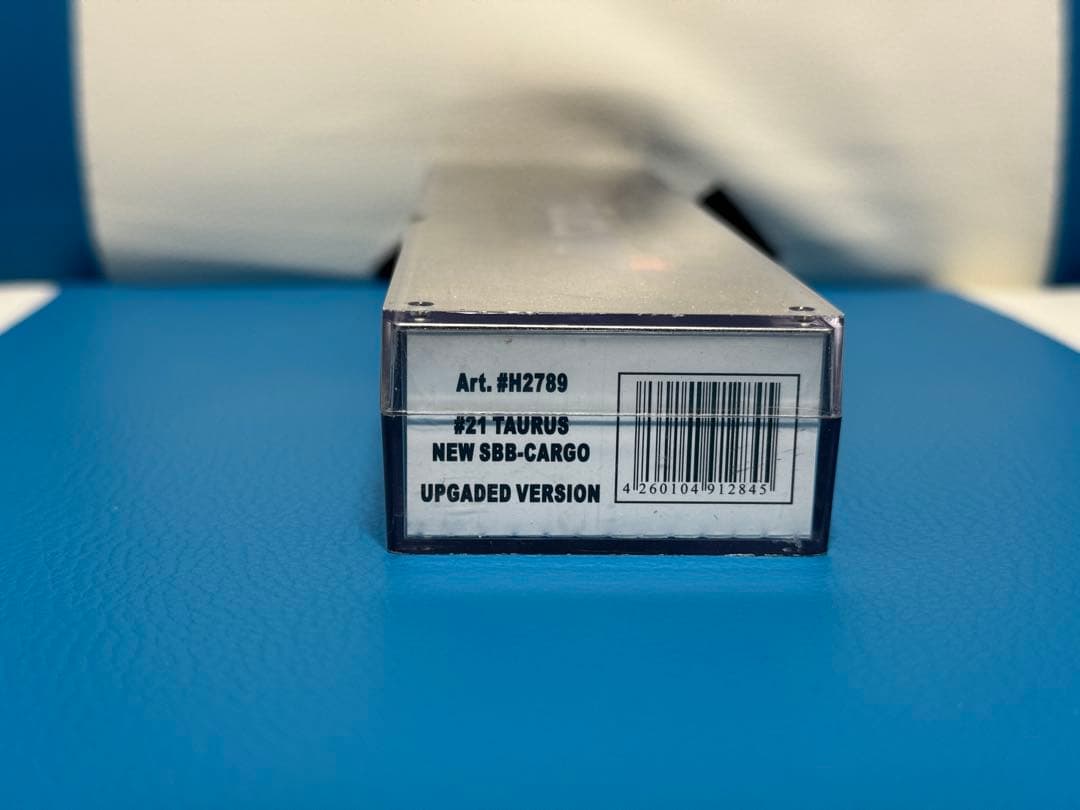 Art. #H2789
#21 TAURUS
NEW SBB-CARGO
UPGADED VERSION
4 260104 912845